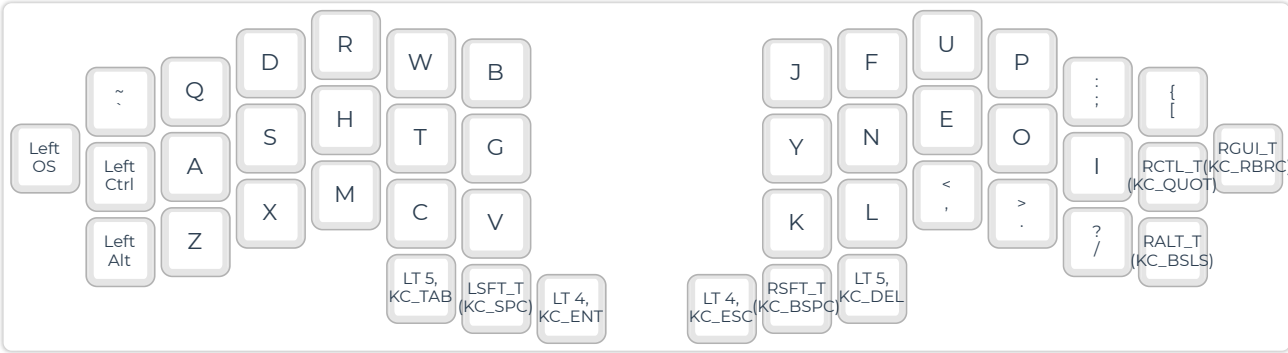 ~
`
Q
D
R
W
B
J
F
U
P
:
;
{
[
Left
OS
Left
Ctrl
A
S
H
T
G
Y
N
E
O
I
RCTL_T(
(KC_QUOT)
RGUI_T
(KC_RBRC
Left
Alt
Z
X
M
C
V
K
L
<
,
>
.
?
/
RALT_T
(KC_BSLS)
LT 5,
KC_TAB
LSFT_T
(KC_SPC)
LT 4,
KC_ENT
LT 4,
KC_ESC
RSFT_T
(KC_BSPC)
LT 5,
KC_DEL